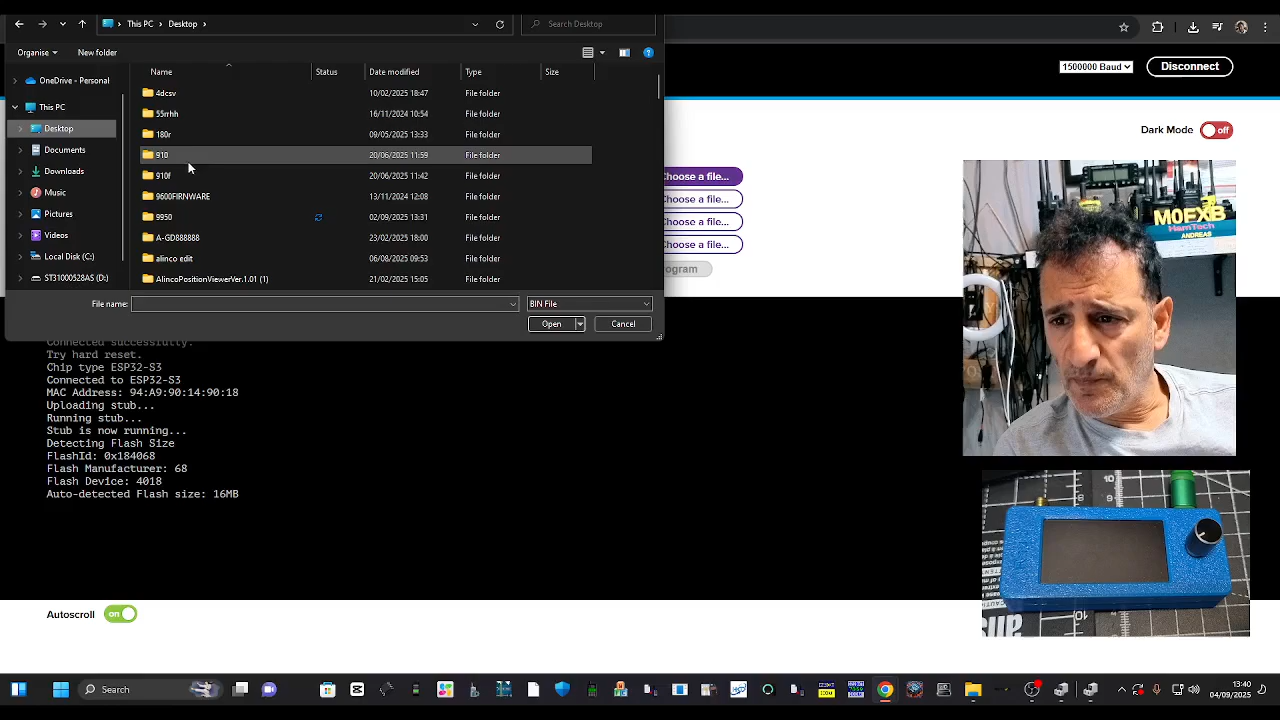 This PC > Desktop >
Search Desktop
Organise
New folder
Name
Status
Date modified
Type
Size
OneDrive - Personal
This PC
Desktop
Documents
Downloads
Music
Pictures
Videos
Local Disk (C:)
ST31000528AS (D:)
4dcsv 10/02/2025 18:47 File folder
55rrhh 16/11/2024 10:54 File folder
180r 09/05/2025 13:33 File folder
910 20/06/2025 11:59 File folder
910f 20/06/2025 11:42 File folder
9600FIRNWARE 13/11/2024 12:08 File folder
9950 02/09/2025 13:31 File folder
A-GD888888 23/02/2025 18:00 File folder
alinco edit 06/08/2025 09:53 File folder
AlincoPositionViewerVer.1.01 (1) 21/02/2025 15:05 File folder
File name:
BIN File
Open
Cancel
1500000 Baud
Disconnect
Dark Mode
off
Choose a file...
Choose a file...
Choose a file...
Choose a file...
ogram
Connected successfully.
Try hard reset.
Chip type ESP32-S3
Connected to ESP32-S3
MAC Address: 94:A9:90:14:90:18
Uploading stub...
Running stub...
Stub is now running...
Detecting Flash Size
FlashId: 0x184068
Flash Manufacturer: 68
Flash Device: 4018
Auto-detected Flash size: 16MB
M0FXB
HamTech
ANDREAS
Autoscroll
on
Search
13:40
04/09/2025